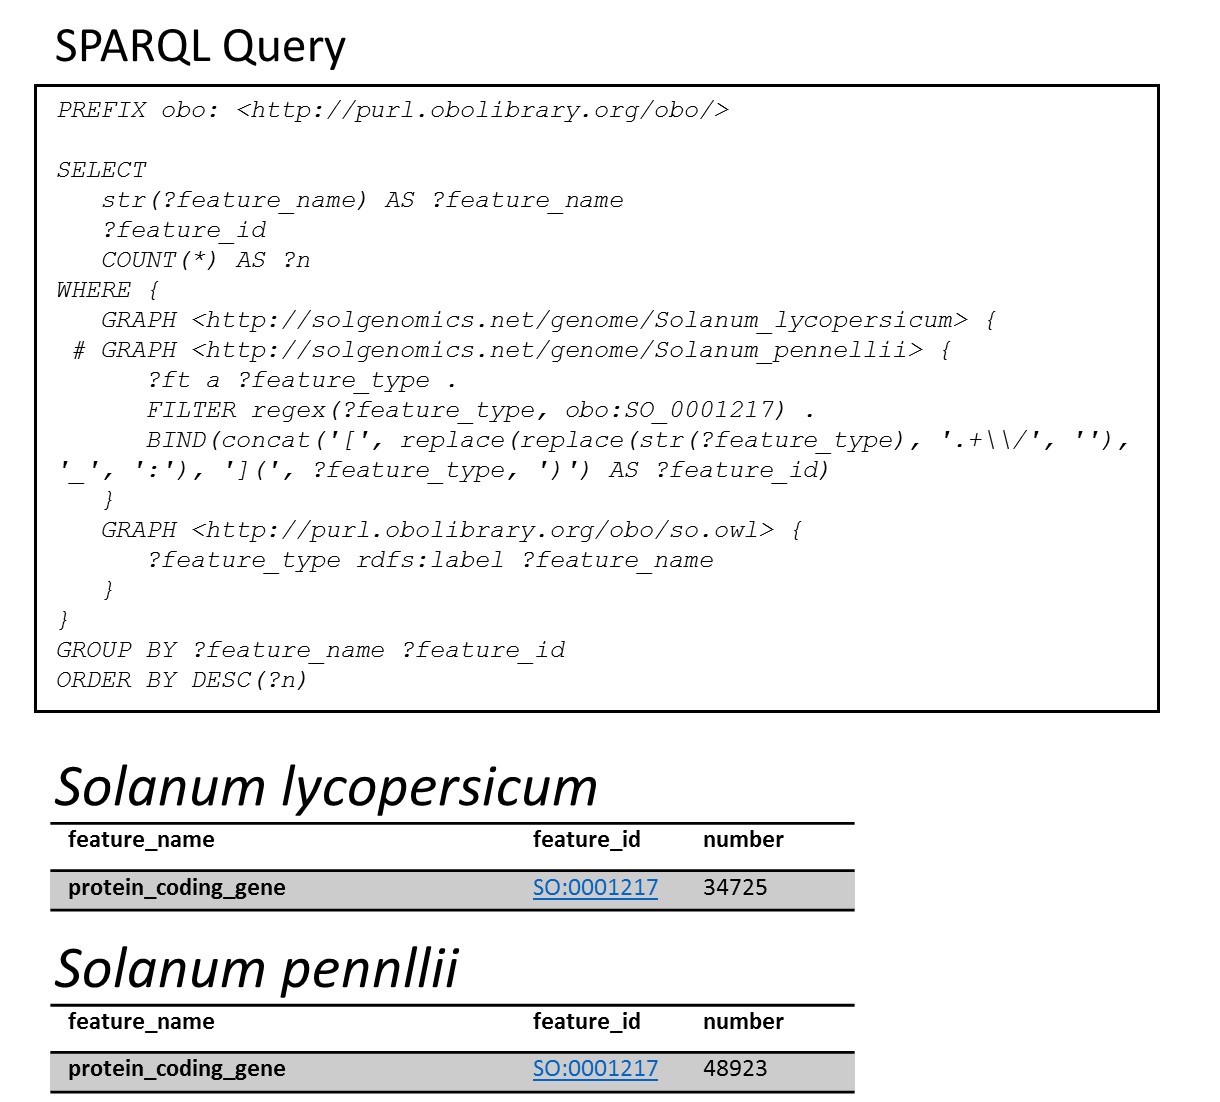 SPARQL Query
PREFIX obo: <http://purl.obolibrary.org/obo/>
SELECT
str(?feature_name) AS ?feature_name
?feature_id
COUNT(*) AS ?n
WHERE {
GRAPH <http://solgenomics.net/genome/Solanum_lycopersicum> {
# GRAPH <http://solgenomics.net/genome/Solanum_pennellii> {
?ft a ?feature_type .
FILTER regex(?feature_type, obo:SO_0001217) .
BIND(concat('[', replace(replace(str(?feature_type), '.+\\/', ''),
'_', ':'), '](', ?feature_type, ')') AS ?feature_id)
}
GRAPH <http://purl.obolibrary.org/obo/so.owl> {
?feature_type rdfs:label ?feature_name
}
}
GROUP BY ?feature_name ?feature_id
ORDER BY DESC(?n)
Solanum lycopersicum
feature_name feature_id number
protein_coding_gene SO:0001217 34725
Solanum pennllii
feature_name feature_id number
protein_coding_gene SO:0001217 48923